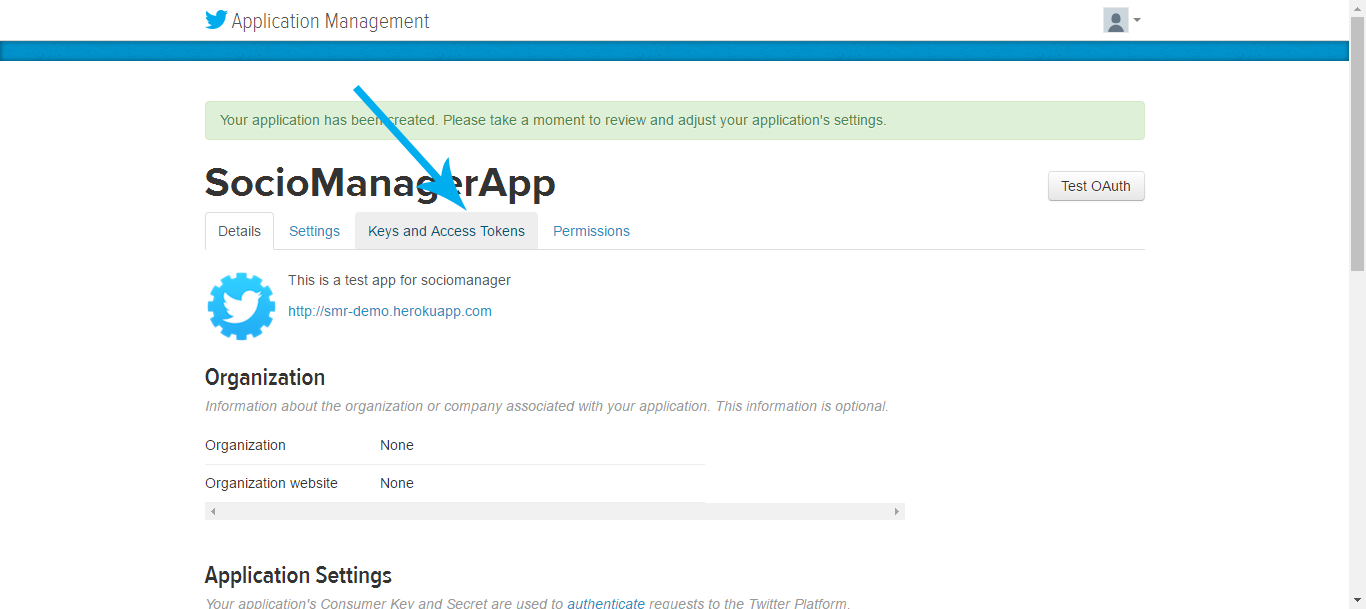 Application Management
Your application has been created. Please take a moment to review and adjust your application's settings.
SocioManagerApp
Test OAuth
Details Settings Keys and Access Tokens Permissions
This is a test app for sociomanager
http://smr-demo.herokuapp.com
Organization
Information about the organization or company associated with your application. This information is optional.
Organization None
Organization website None
Application Settings
Your application's Consumer Key and Secret are used to authenticate requests to the Twitter Platform.